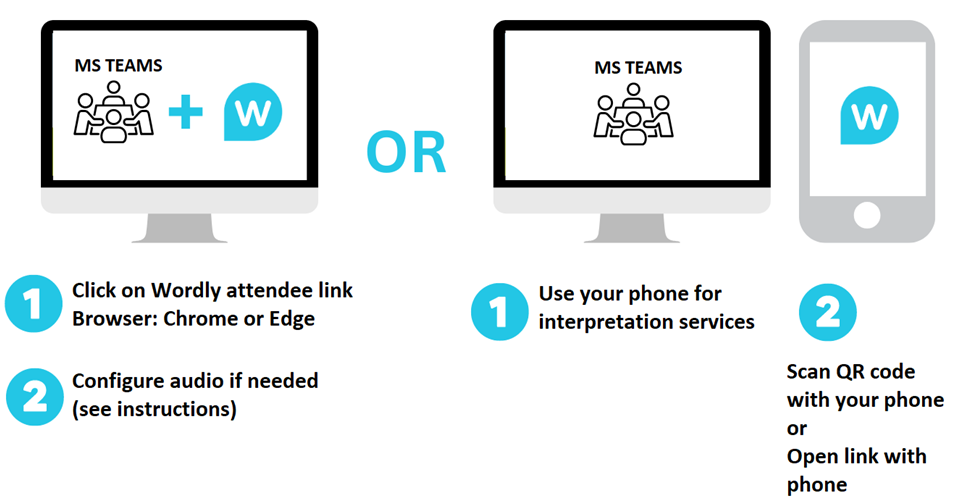 MS TEAMS
+
W
OR
MS TEAMS
W
1
Click on Wordly attendee link
Browser: Chrome or Edge
2
Configure audio if needed
(see instructions)
1
Use your phone for
interpretation services
2
Scan QR code
with your phone
or
Open link with
phone